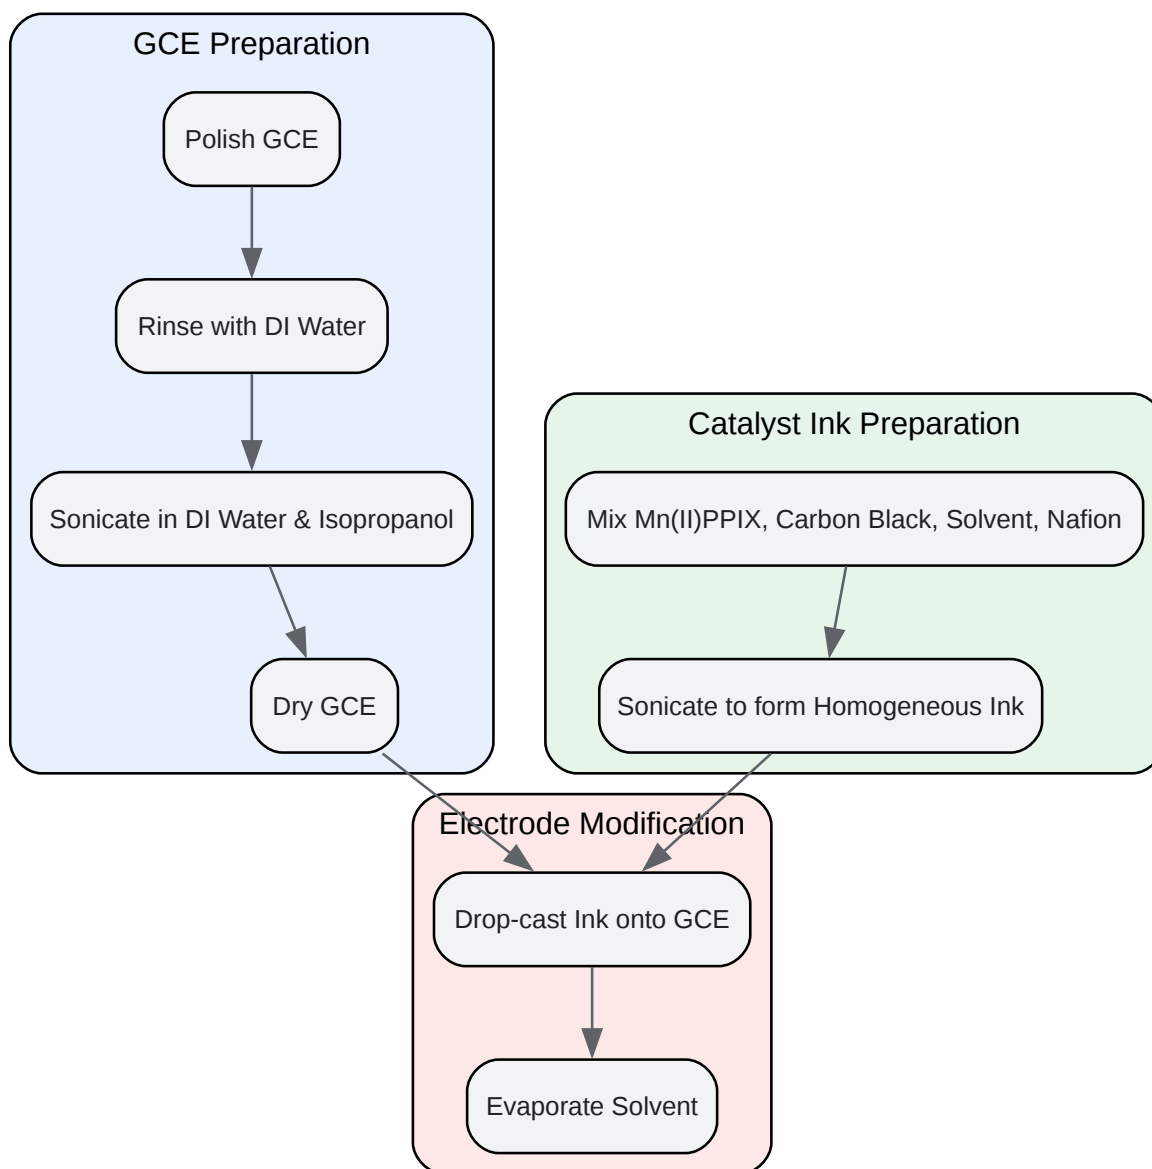 GCE Preparation
Polish GCE
Rinse with DI Water
Sonicate in DI Water & Isopropanol
Dry GCE
Catalyst Ink Preparation
Mix Mn(II)PPIX, Carbon Black, Solvent, Nafion
Sonicate to form Homogeneous Ink
Electrode Modification
Drop-cast Ink onto GCE
Evaporate Solvent